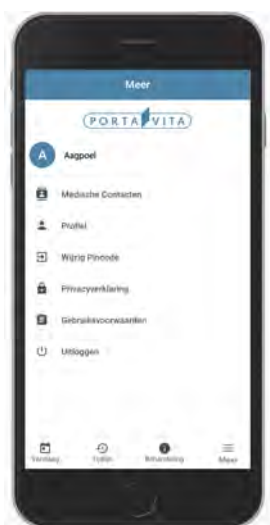 Meer
PORTA VITA
A Aagpoel
Medische Contacten
Profiel
Wijzig Pincode
Privacyverklaring
Gebruiksvoorwaarden
Uitloggen
Vandaag Tijdlijn Behandeling Meer